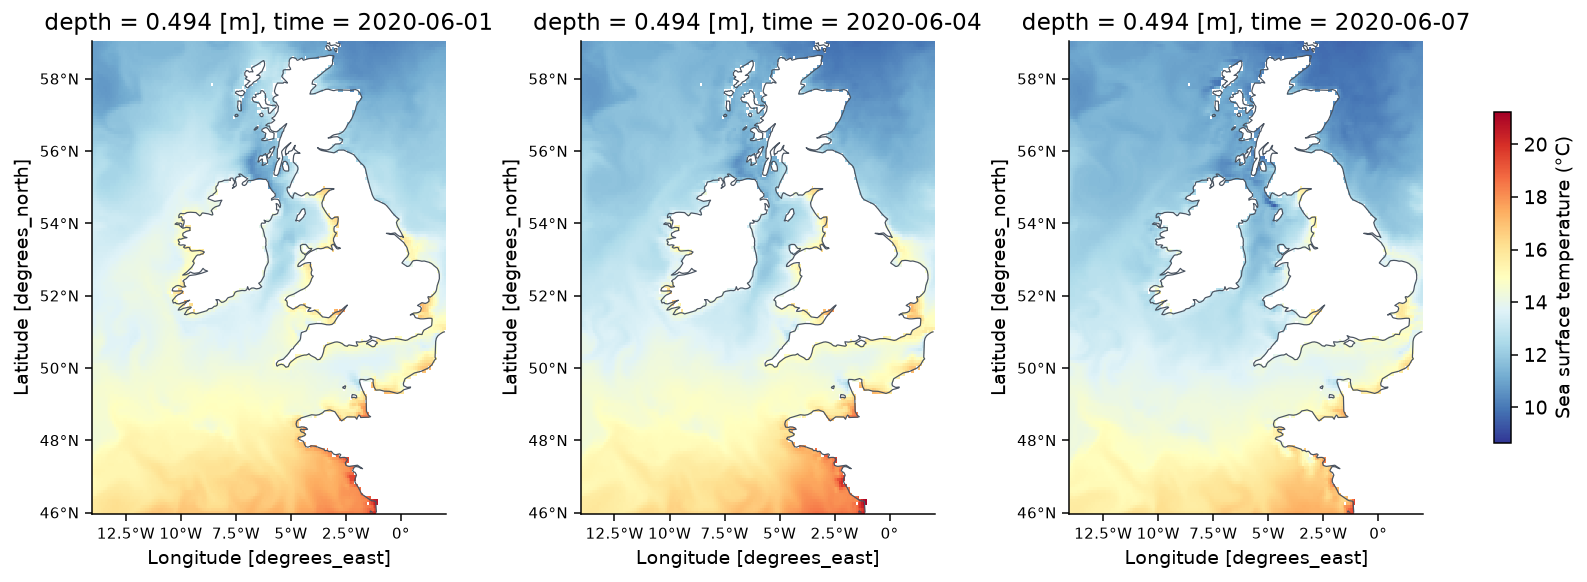 depth = 0.494 [m], time = 2020-06-01
58°N
56°N
54°N
52°N
50°N
48°N
46°N
Latitude [degrees_north]
12.5°W 10°W 7.5°W 5°W 2.5°W 0°
Longitude [degrees_east]
depth = 0.494 [m], time = 2020-06-04
58°N
56°N
54°N
52°N
50°N
48°N
46°N
Latitude [degrees_north]
12.5°W 10°W 7.5°W 5°W 2.5°W 0°
Longitude [degrees_east]
depth = 0.494 [m], time = 2020-06-07
58°N
56°N
54°N
52°N
50°N
48°N
46°N
Latitude [degrees_north]
12.5°W 10°W 7.5°W 5°W 2.5°W 0°
Longitude [degrees_east]
20
18
16
14
12
10
Sea surface temperature (°C)